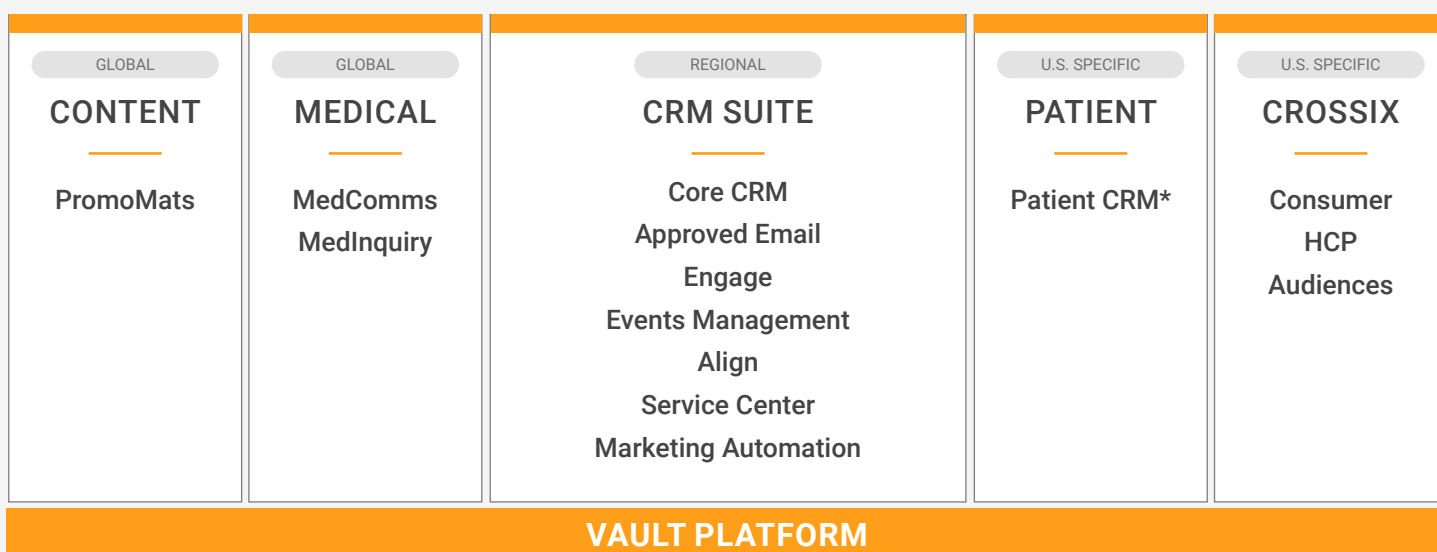 GLOBAL
CONTENT
PromoMats
GLOBAL
MEDICAL
MedComms
MedInquiry
REGIONAL
CRM SUITE
Core CRM
Approved Email
Engage
Events Management
Align
Service Center
Marketing Automation
U.S. SPECIFIC
PATIENT
Patient CRM*
U.S. SPECIFIC
CROSSIX
Consumer
HCP
Audiences
VAULT PLATFORM